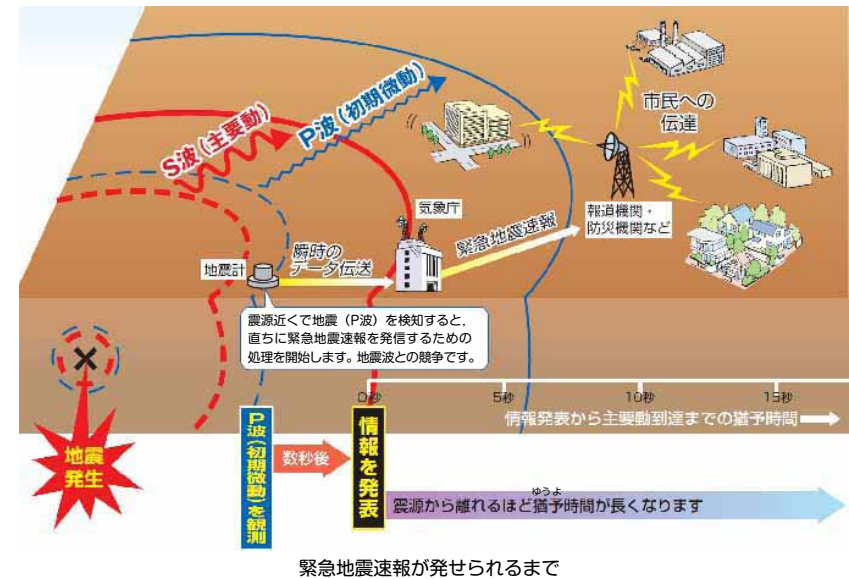 S波(主要動)
P波(初期微動)
市民への
伝達
気象庁
報道機関・
防災機関など
緊急地震速報
瞬時の
データ伝送
地震計
震源近くで地震（P波）を検知すると，
直ちに緊急地震速報を発信するための
処理を開始します。地震波との競争です。
0秒
5秒
10秒
15秒
情報発表から主要動到達までの猶予時間
地震
発生
P波(初期微動)を観測
数秒後
情報を発表
ゆうよ
震源から離れるほど猶予時間が長くなります
緊急地震速報が発せられるまで